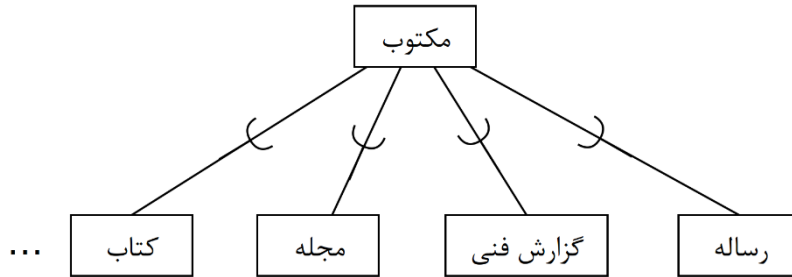 مکتوب
رساله
گزارش فنی
مجله
کتاب
...